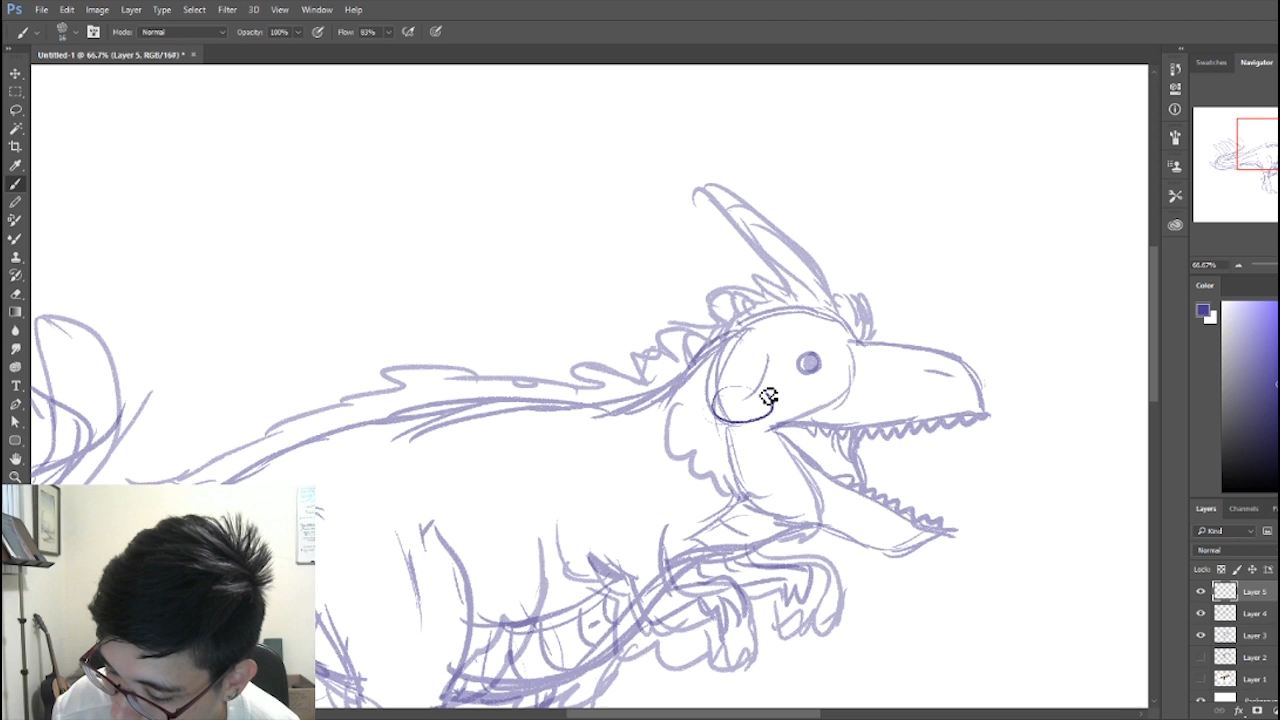 Ps File Edit Image Layer Type Select Filter 3D View Window Help
Mode: Normal Opacity: 100% Flow: 83%
Untitled-1 @ 66.7% (Layer 5, RGB/16#) * ×
Swatches Navigator
66.67%
Color
Layers Channels
Kind
Normal
Lock:
Layer 5
Layer 4
Layer 3
Layer 2
Layer 1
fx